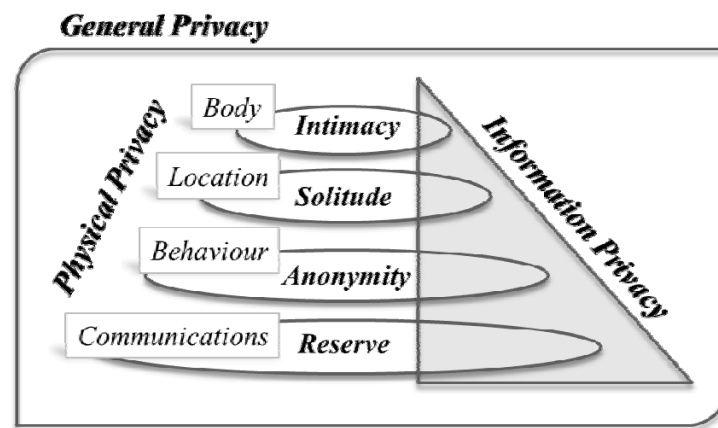 General Privacy
Physical Privacy
Body
Intimacy
Location
Solitude
Behaviour
Anonymity
Communications
Reserve
Information Privacy